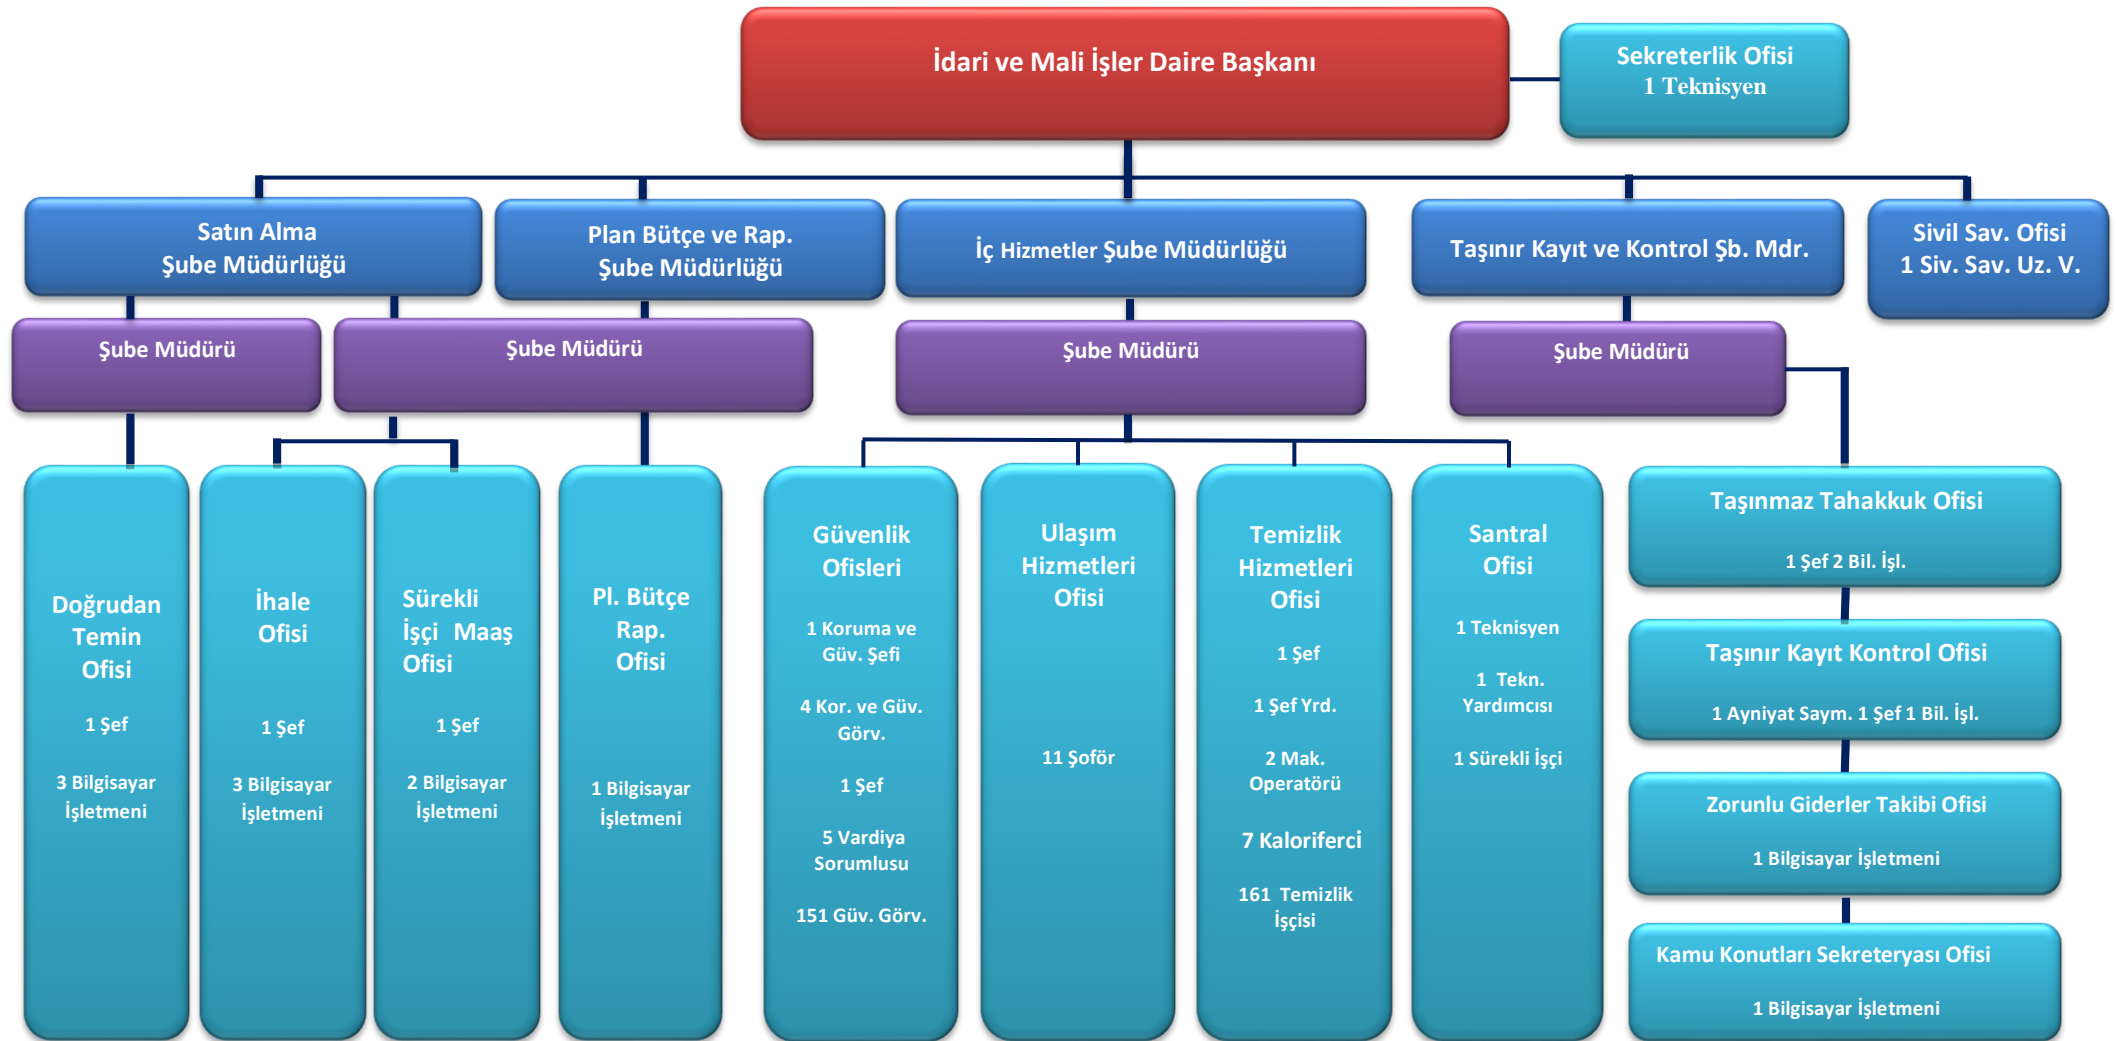 İdari ve Mali İşler Daire Başkanı
Sekreterlik Ofisi
1 Teknisyen
Satın Alma
Şube Müdürlüğü
Plan Bütçe ve Rap.
Şube Müdürlüğü
İç Hizmetler Şube Müdürlüğü
Taşınır Kayıt ve Kontrol Şb. Mdr.
Sivil Sav. Ofisi
1 Siv. Sav. Uz. V.
Şube Müdürü
Şube Müdürü
Şube Müdürü
Şube Müdürü
Doğrudan
Temin
Ofisi
1 Şef
3 Bilgisayar
İşletmeni
İhale
Ofisi
1 Şef
3 Bilgisayar
İşletmeni
Sürekli
İşçi Maaş
Ofisi
1 Şef
2 Bilgisayar
İşletmeni
Pl. Bütçe
Rap.
Ofisi
1 Bilgisayar
İşletmeni
Güvenlik
Ofisleri
1 Koruma ve
Güv. Şefi
4 Kor. ve Güv.
Görv.
1 Şef
5 Vardiya
Sorumlusu
151 Güv. Görv.
Ulaşım
Hizmetleri
Ofisi
11 Şoför
Temizlik
Hizmetleri
Ofisi
1 Şef
1 Şef Yrd.
2 Mak.
Operatörü
7 Kaloriferci
161 Temizlik
İşçisi
Santral
Ofisi
1 Teknisyen
1 Tekn.
Yardımcısı
1 Sürekli İşçi
Taşınmaz Tahakkuk Ofisi
1 Şef 2 Bil. İşl.
Taşınır Kayıt Kontrol Ofisi
1 Ayniyat Saym. 1 Şef 1 Bil. İşl.
Zorunlu Giderler Takibi Ofisi
1 Bilgisayar İşletmeni
Kamu Konutları Sekreteryası Ofisi
1 Bilgisayar İşletmeni